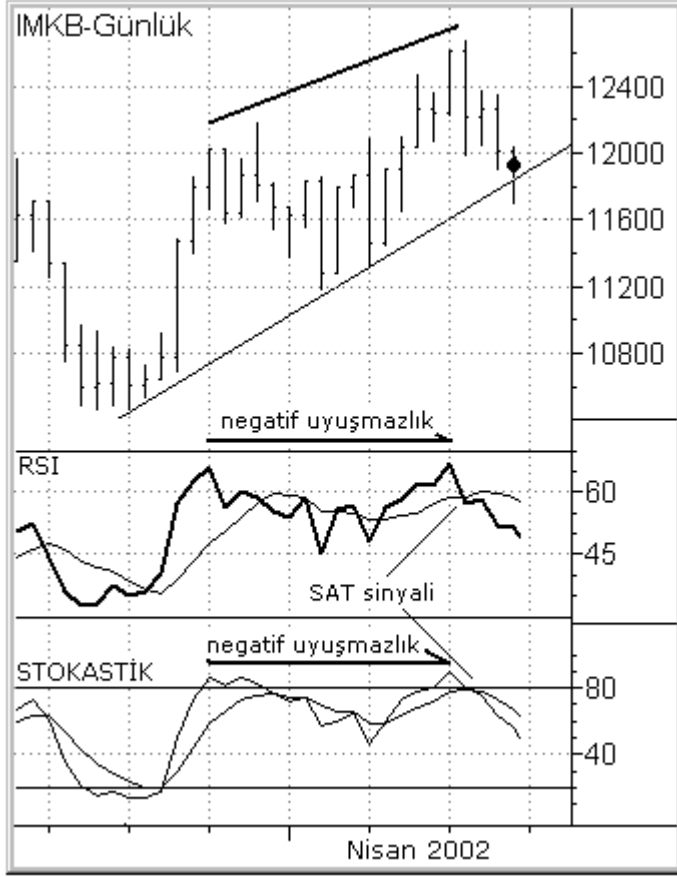 IMKB-Günlük
12400
12000
11600
11200
10800
negatif uyuşmazlık
RSI
60
45
SAT sinyali
negatif uyuşmazlık
STOKASTİK
80
40
Nisan 2002